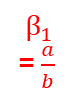 β₁
= a/b